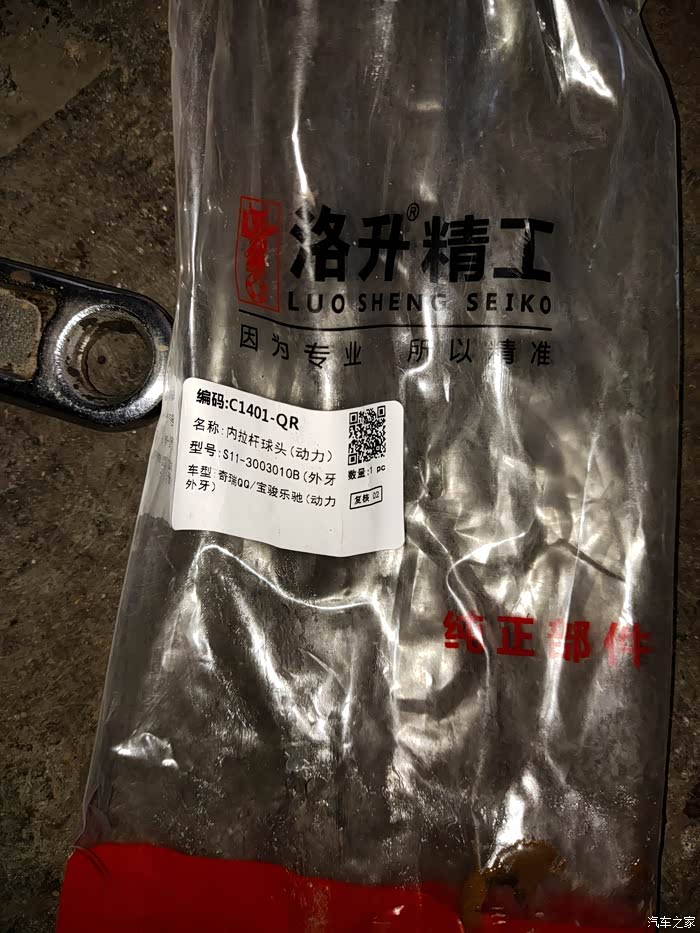 洛升精工®
LUO SHENG SEIKO
因为专业 所以精准
编码:C1401-QR
名称:内拉杆球头(动力)
型号:S11-3003010B(外牙
车型:奇瑞QQ/宝骏乐驰(动力
外牙)
数量:1 pc
复核 02
纯正部件
汽车之家